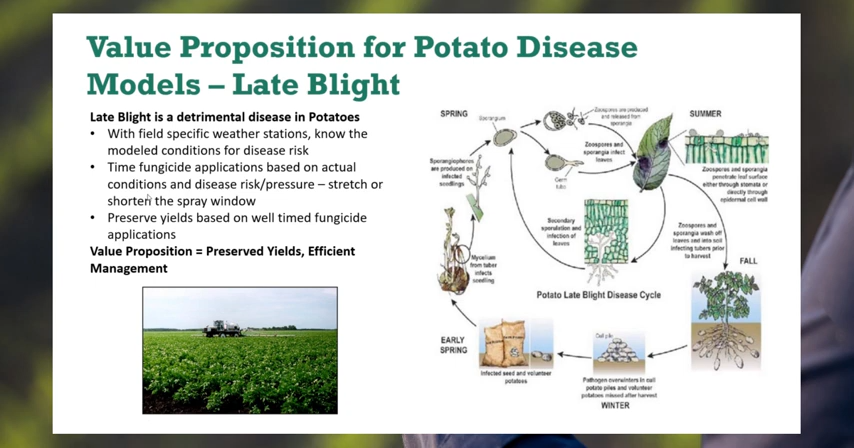 Value Proposition for Potato Disease
Models – Late Blight
Late Blight is a detrimental disease in Potatoes
• With field specific weather stations, know the
modeled conditions for disease risk
• Time fungicide applications based on actual
conditions and disease risk/pressure – stretch or
shorten the spray window
• Preserve yields based on well timed fungicide
applications
Value Proposition = Preserved Yields, Efficient
Management
SPRING
Sporangium
Zoospores are produced
and released from
sporangia
SUMMER
Zoospores and
sporangia infect
leaves
Germ
tube
Sporangiophores
are produced on
infected
seedlings
Zoospores and sporangia
penetrate leaf surface
either through stomata or
directly through
epidermal cell wall
Secondary
sporulation and
infection of
leaves
Zoospores and
sporangia wash off
leaves and into soil
infecting tubers prior
to harvest
Mycelium
from tuber
infects
seedling
FALL
Potato Late Blight Disease Cycle
EARLY
SPRING
Cull pile
Infected seed and volunteer
potatoes
Pathogen overwinters in cull
potato piles and volunteer
potatoes missed after harvest
WINTER